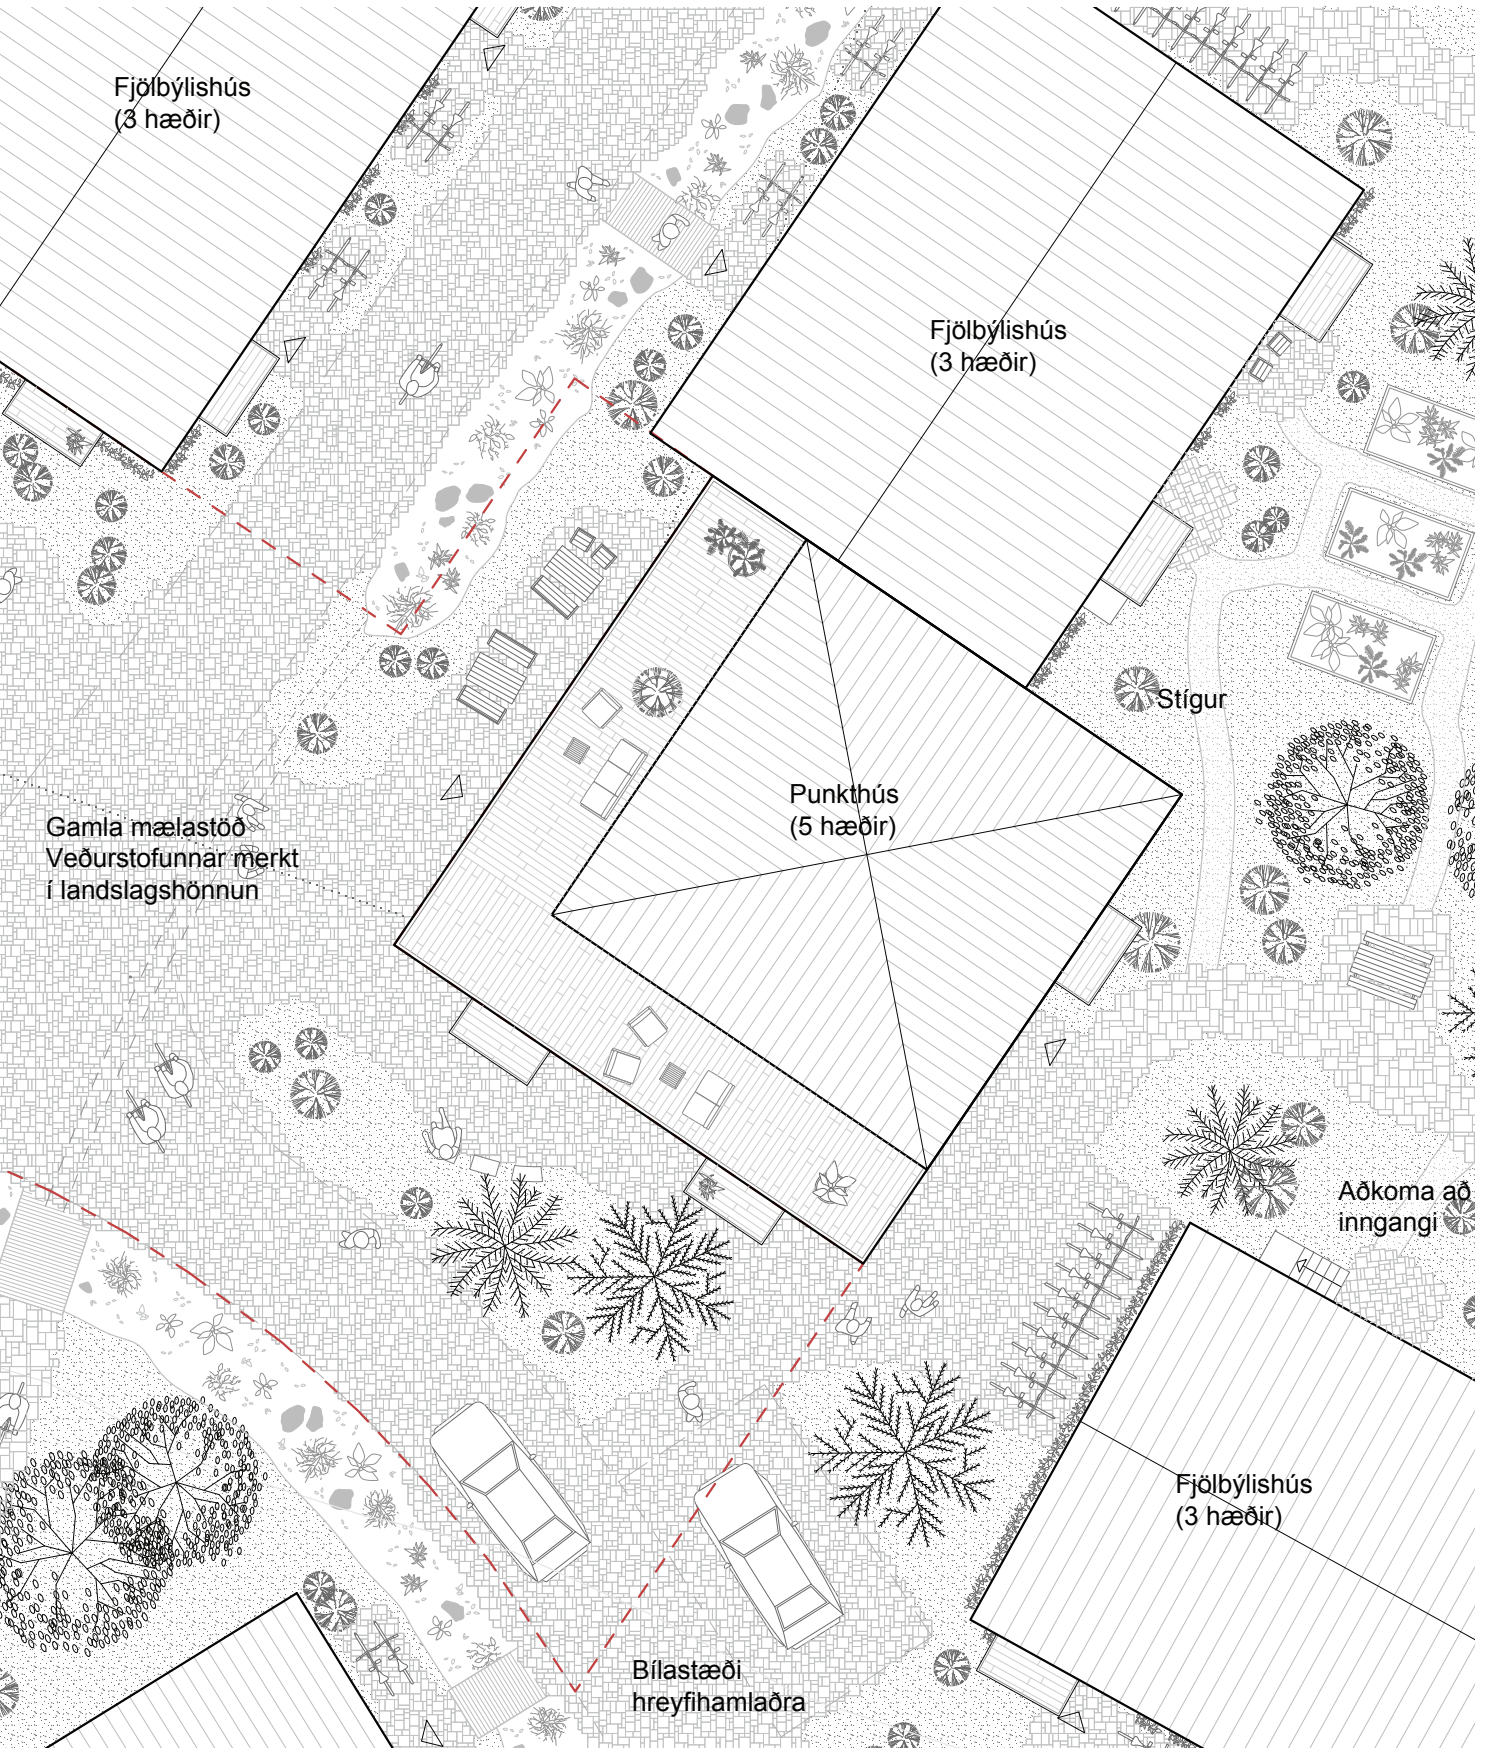 Fjölbýlishús
(3 hæðir)
Fjölbýlishús
(3 hæðir)
Stígur
Punkthús
(5 hæðir)
Gamla mælastöð
Veðurstofunnar merkt
í landslagshönnun
Aðkoma að
inngangi
Fjölbýlishús
(3 hæðir)
Bílastæði
hreyfihamlaðra